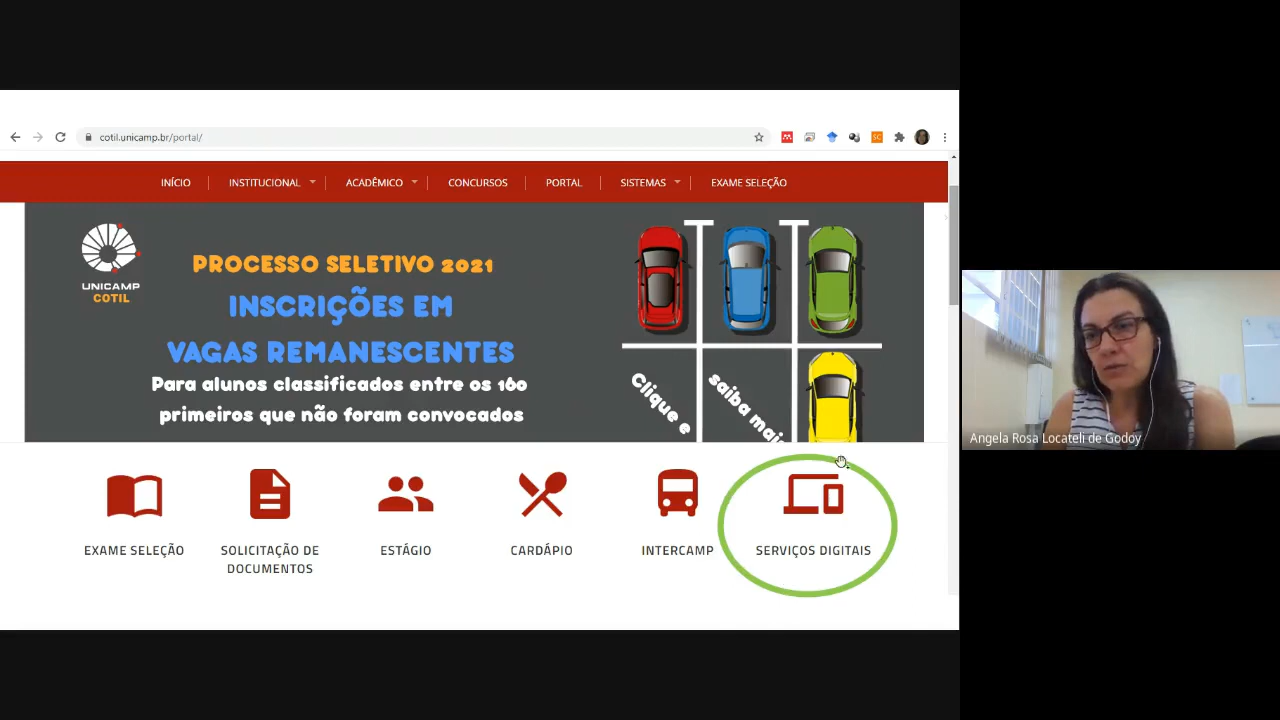 cotil.unicamp.br/portal/
SC
INÍCIO
INSTITUCIONAL
ACADÊMICO
CONCURSOS
PORTAL
SISTEMAS
EXAME SELEÇÃO
UNICAMP
COTIL
PROCESSO SELETIVO 2021
INSCRIÇÕES EM
VAGAS REMANESCENTES
Para alunos classificados entre os 160
primeiros que não foram convocados
Clique e
saiba mais
EXAME SELEÇÃO
SOLICITAÇÃO DE
DOCUMENTOS
ESTÁGIO
CARDÁPIO
INTERCAMP
SERVIÇOS DIGITAIS
Angela Rosa Locateli de Godoy